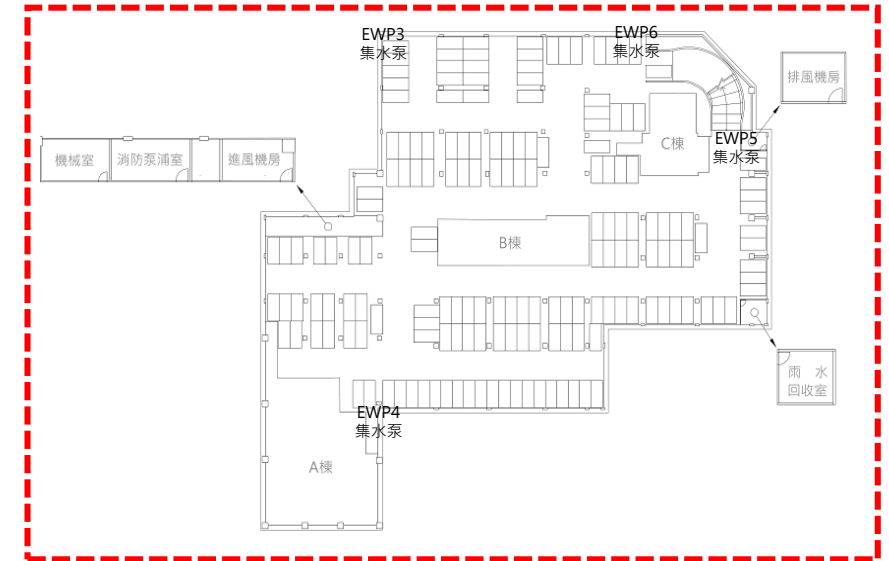 EWP3
集水泵
EWP6
集水泵
排風機房
EWP5
集水泵
C棟
機械室
消防泵浦室
進風機房
B棟
雨 水
回收室
EWP4
集水泵
A棟